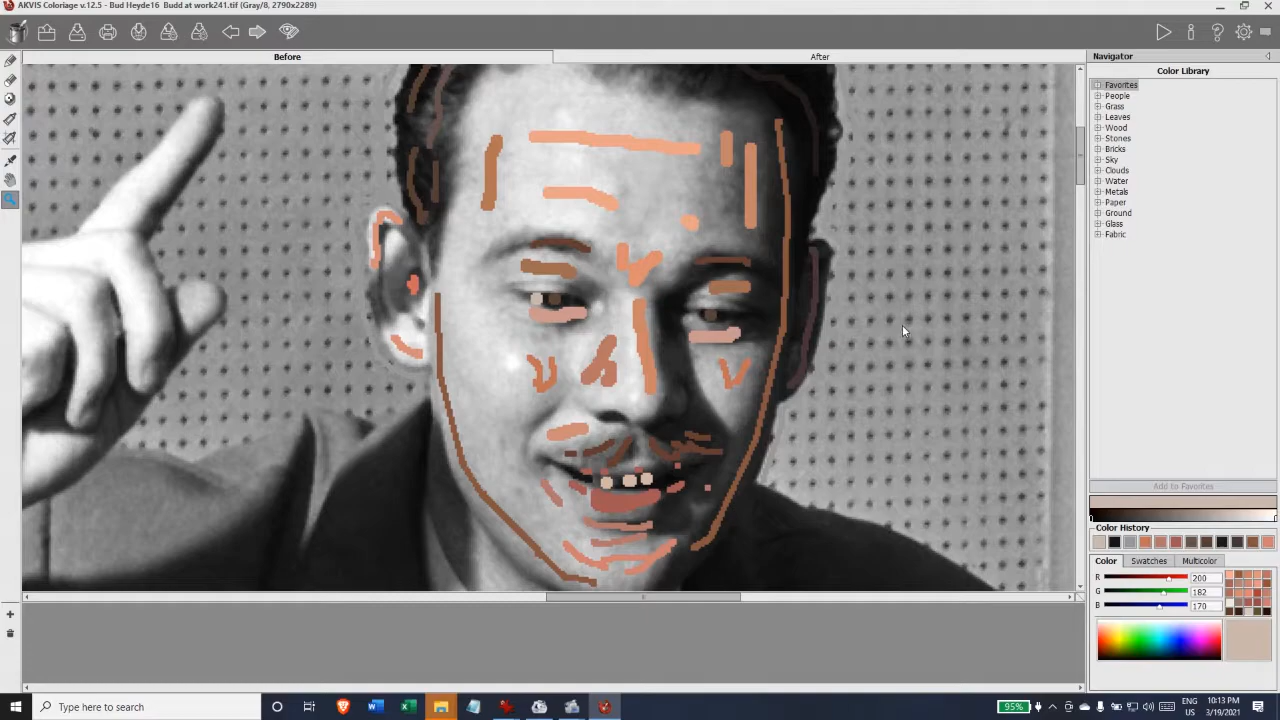 AKVIS Coloriage v.12.5 - Bud Heyde16 Budd at work241.tif (Gray/8, 2790x2289)
Before
After
Navigator
Color Library
Favorites
People
Grass
Leaves
Wood
Stones
Bricks
Sky
Clouds
Water
Metals
Paper
Ground
Glass
Fabric
Add to Favorites
Color History
Color
Swatches
Multicolor
R
200
G
182
B
170
Type here to search
95%
ENG
US
10:13 PM
3/19/2021